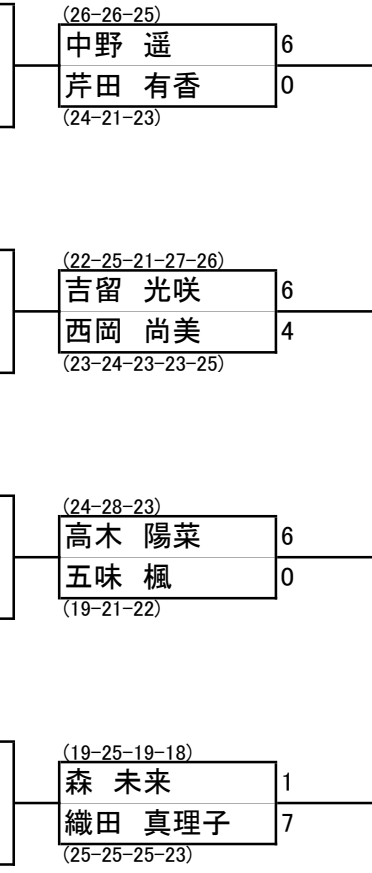 (26-26-25)
中野　遥 6
芹田　有香 0
(24-21-23)
(22-25-21-27-26)
吉留　光咲 6
西岡　尚美 4
(23-24-23-23-25)
(24-28-23)
高木　陽菜 6
五味　楓 0
(19-21-22)
(19-25-19-18)
森　未来 1
織田　真理子 7
(25-25-25-23)